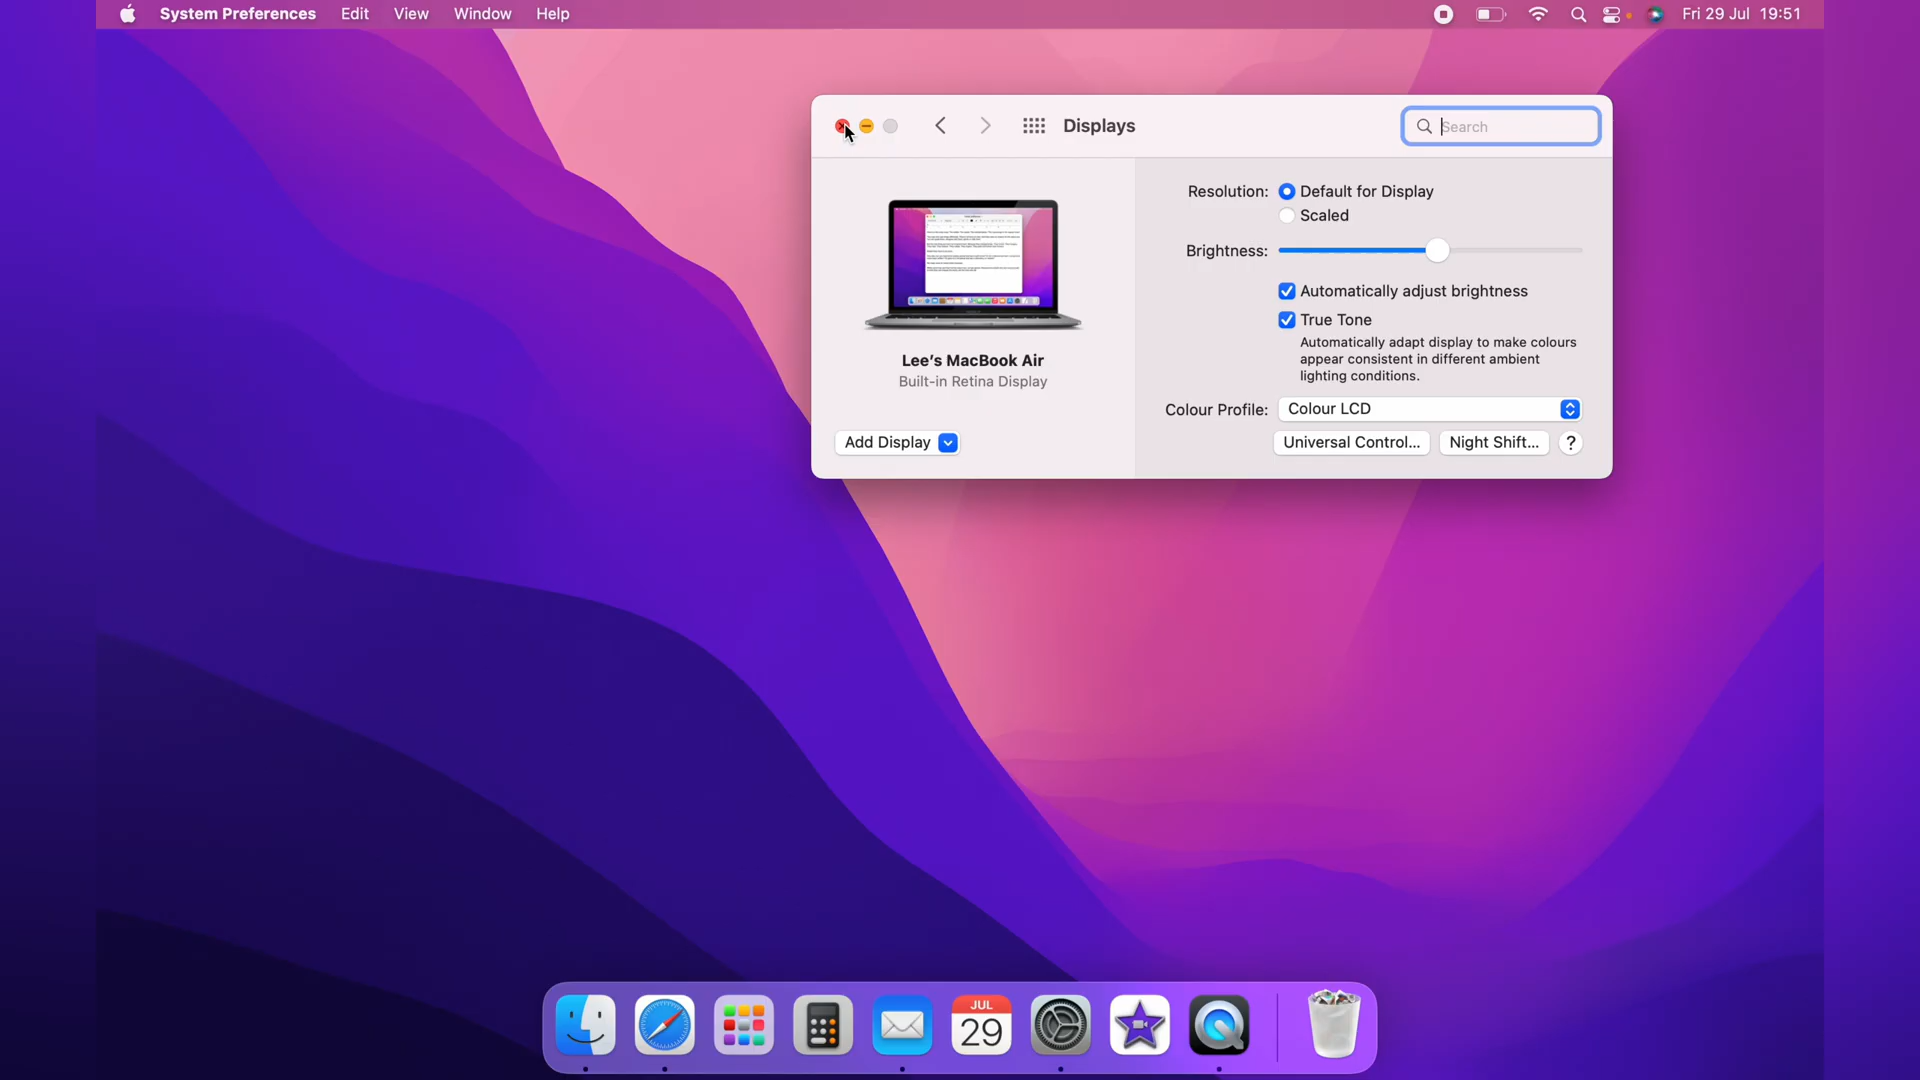 System Preferences Edit View Window Help Fri 29 Jul 19:51
Displays
Search
Resolution: Default for Display
Scaled
Brightness:
Automatically adjust brightness
True Tone
Automatically adapt display to make colours
appear consistent in different ambient
lighting conditions.
Lee's MacBook Air
Built-in Retina Display
Colour Profile: Colour LCD
Add Display
Universal Control... Night Shift... ?
JUL
29